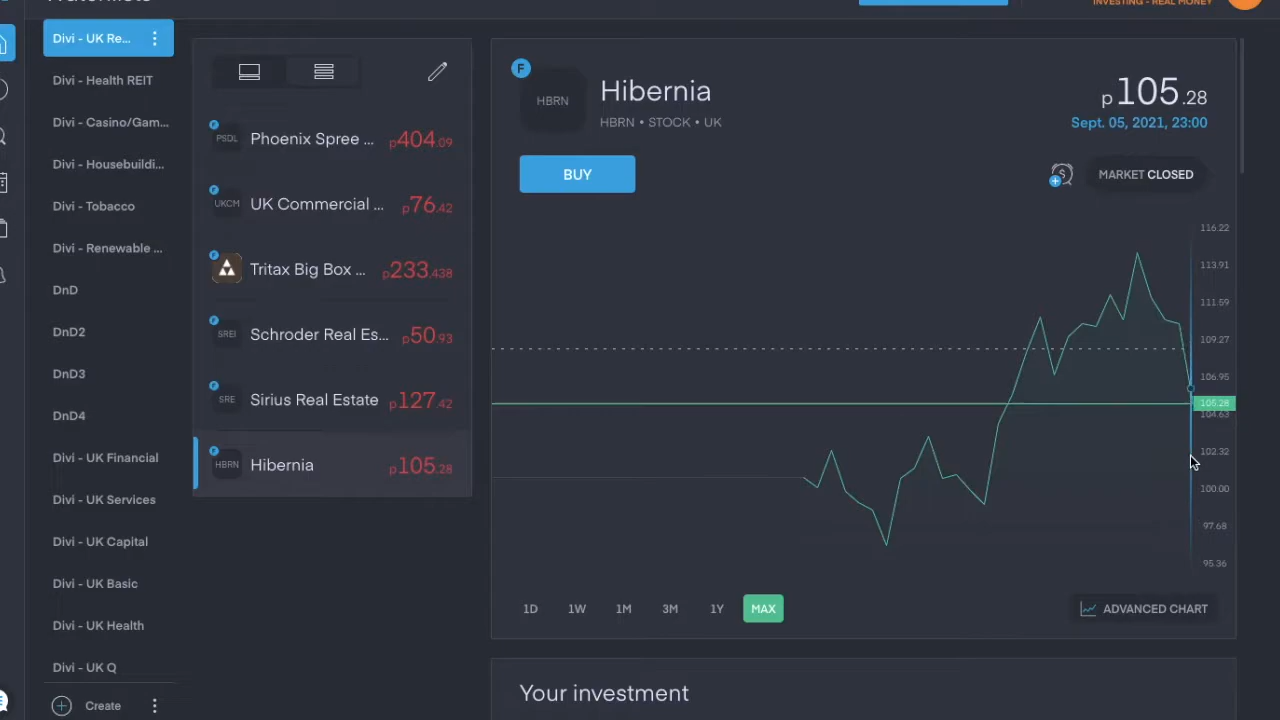 INVESTING - REAL MONEY
Divi - UK Re...
Divi - Health REIT
Divi - Casino/Gam...
Divi - Housebuildi...
Divi - Tobacco
Divi - Renewable ...
DnD
DnD2
DnD3
DnD4
Divi - UK Financial
Divi - UK Services
Divi - UK Capital
Divi - UK Basic
Divi - UK Health
Divi - UK Q
Create
F
PSDL
Phoenix Spree ...
p404.09
F
UKCM
UK Commercial ...
p76.42
F
Tritax Big Box ...
p233.438
F
SREI
Schroder Real Es...
p50.93
F
SRE
Sirius Real Estate
p127.42
F
HBRN
Hibernia
p105.28
F
HBRN
Hibernia
HBRN • STOCK • UK
p105.28
Sept. 05, 2021, 23:00
BUY
MARKET CLOSED
116.22
113.91
111.59
109.27
106.95
105.28
104.63
102.32
100.00
97.68
95.36
1D
1W
1M
3M
1Y
MAX
ADVANCED CHART
Your investment